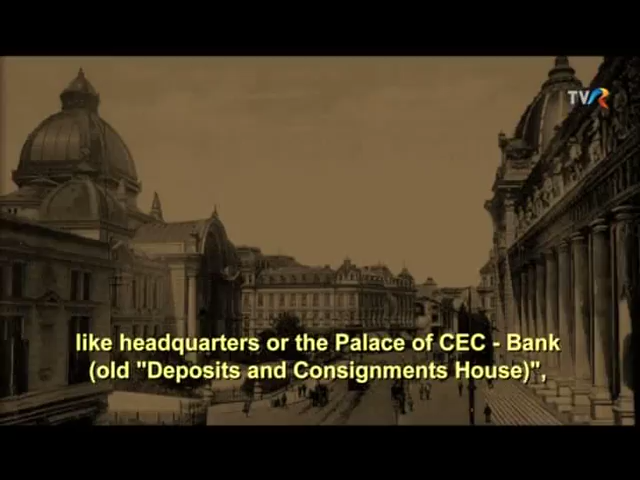 TVR
like headquarters or the Palace of CEC - Bank
(old "Deposits and Consignments House)",